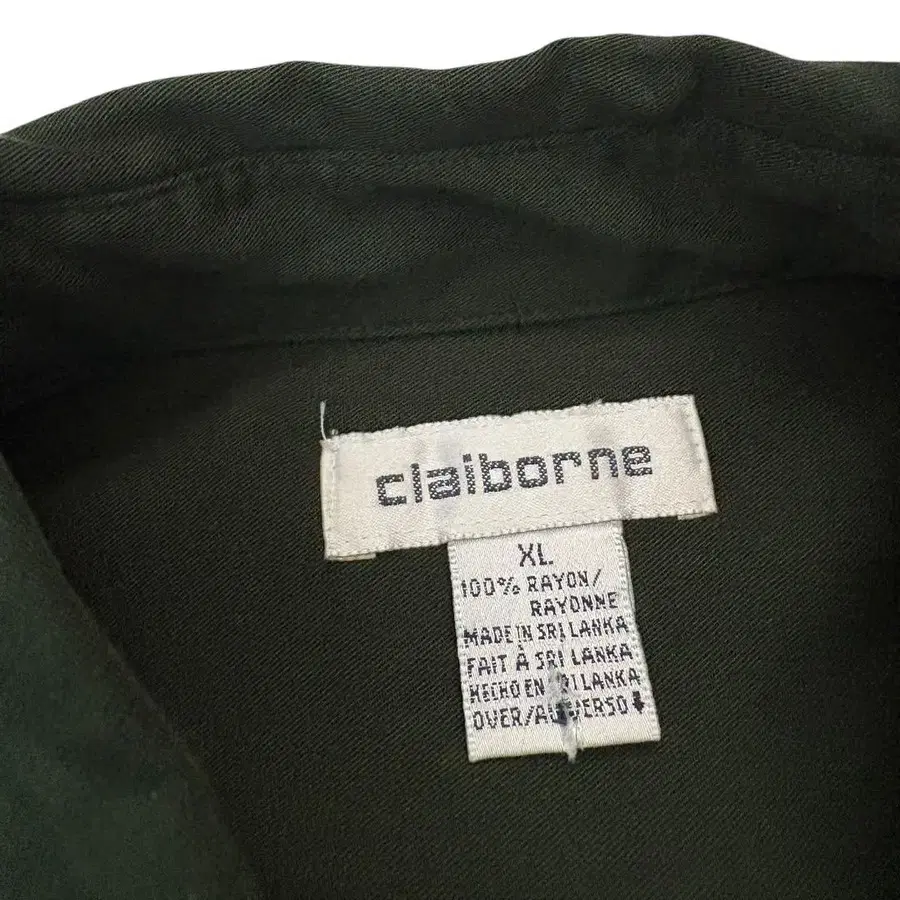 claiborne
XL
100% RAYON/
RAYONNE
MADE IN SRI LANKA
FAIT À SRI LANKA
HECHO EN SRI LANKA
OVER/AU VERSO